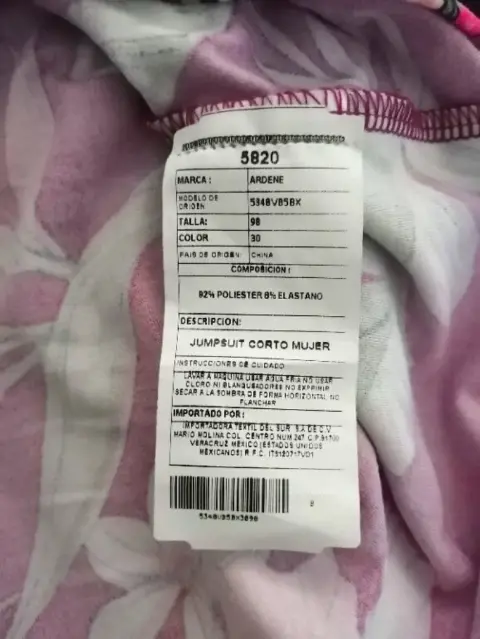 5820
MARCA: ARDENE
MODELO DE ORIGEN 5348V85BX
TALLA: 98
COLOR 30
PAIS DE ORIGEN: CHINA
COMPOSICION:
92% POLIESTER 8% ELASTANO
DESCRIPCION:
JUMPSUIT CORTO MUJER
INSTRUCCIONES DE CUIDADO
LAVAR A MAQUINA USAR AGUA FRIA NO USAR
CLORO NI BLANQUEADORES NO EXPRIMIR
SECAR A LA SOMBRA DE FORMA HORIZONTAL NO
PLANCHAR
IMPORTADO POR:
IMPORTADORA TEXTIL DEL SUR S.A DE C.V
MARIO MOLINA COL. CENTRO NUM 247 C.P 91700
VERACRUZ MEXICO (ESTADOS UNIDOS
MEXICANOS) R.F.C.
5348V85BX3098